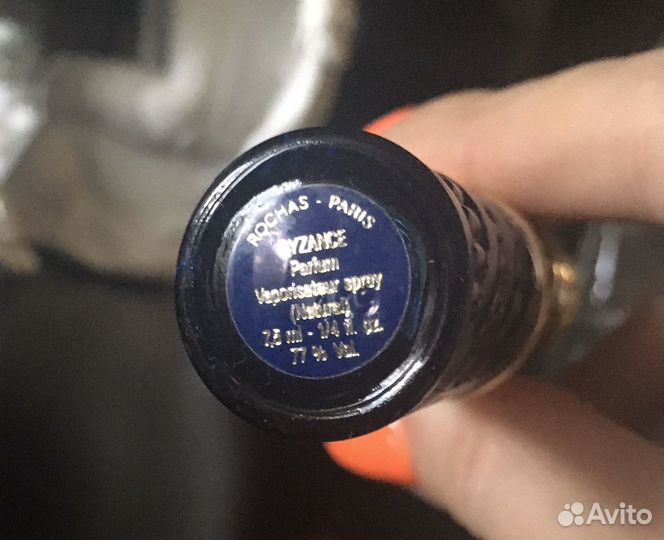 ROCHAS - PARIS
BYZANCE
Parfum
Vaporisateur spray
(Natural)
7,5 ml - 1/4 fl. oz.
77 % Vol.
Avito